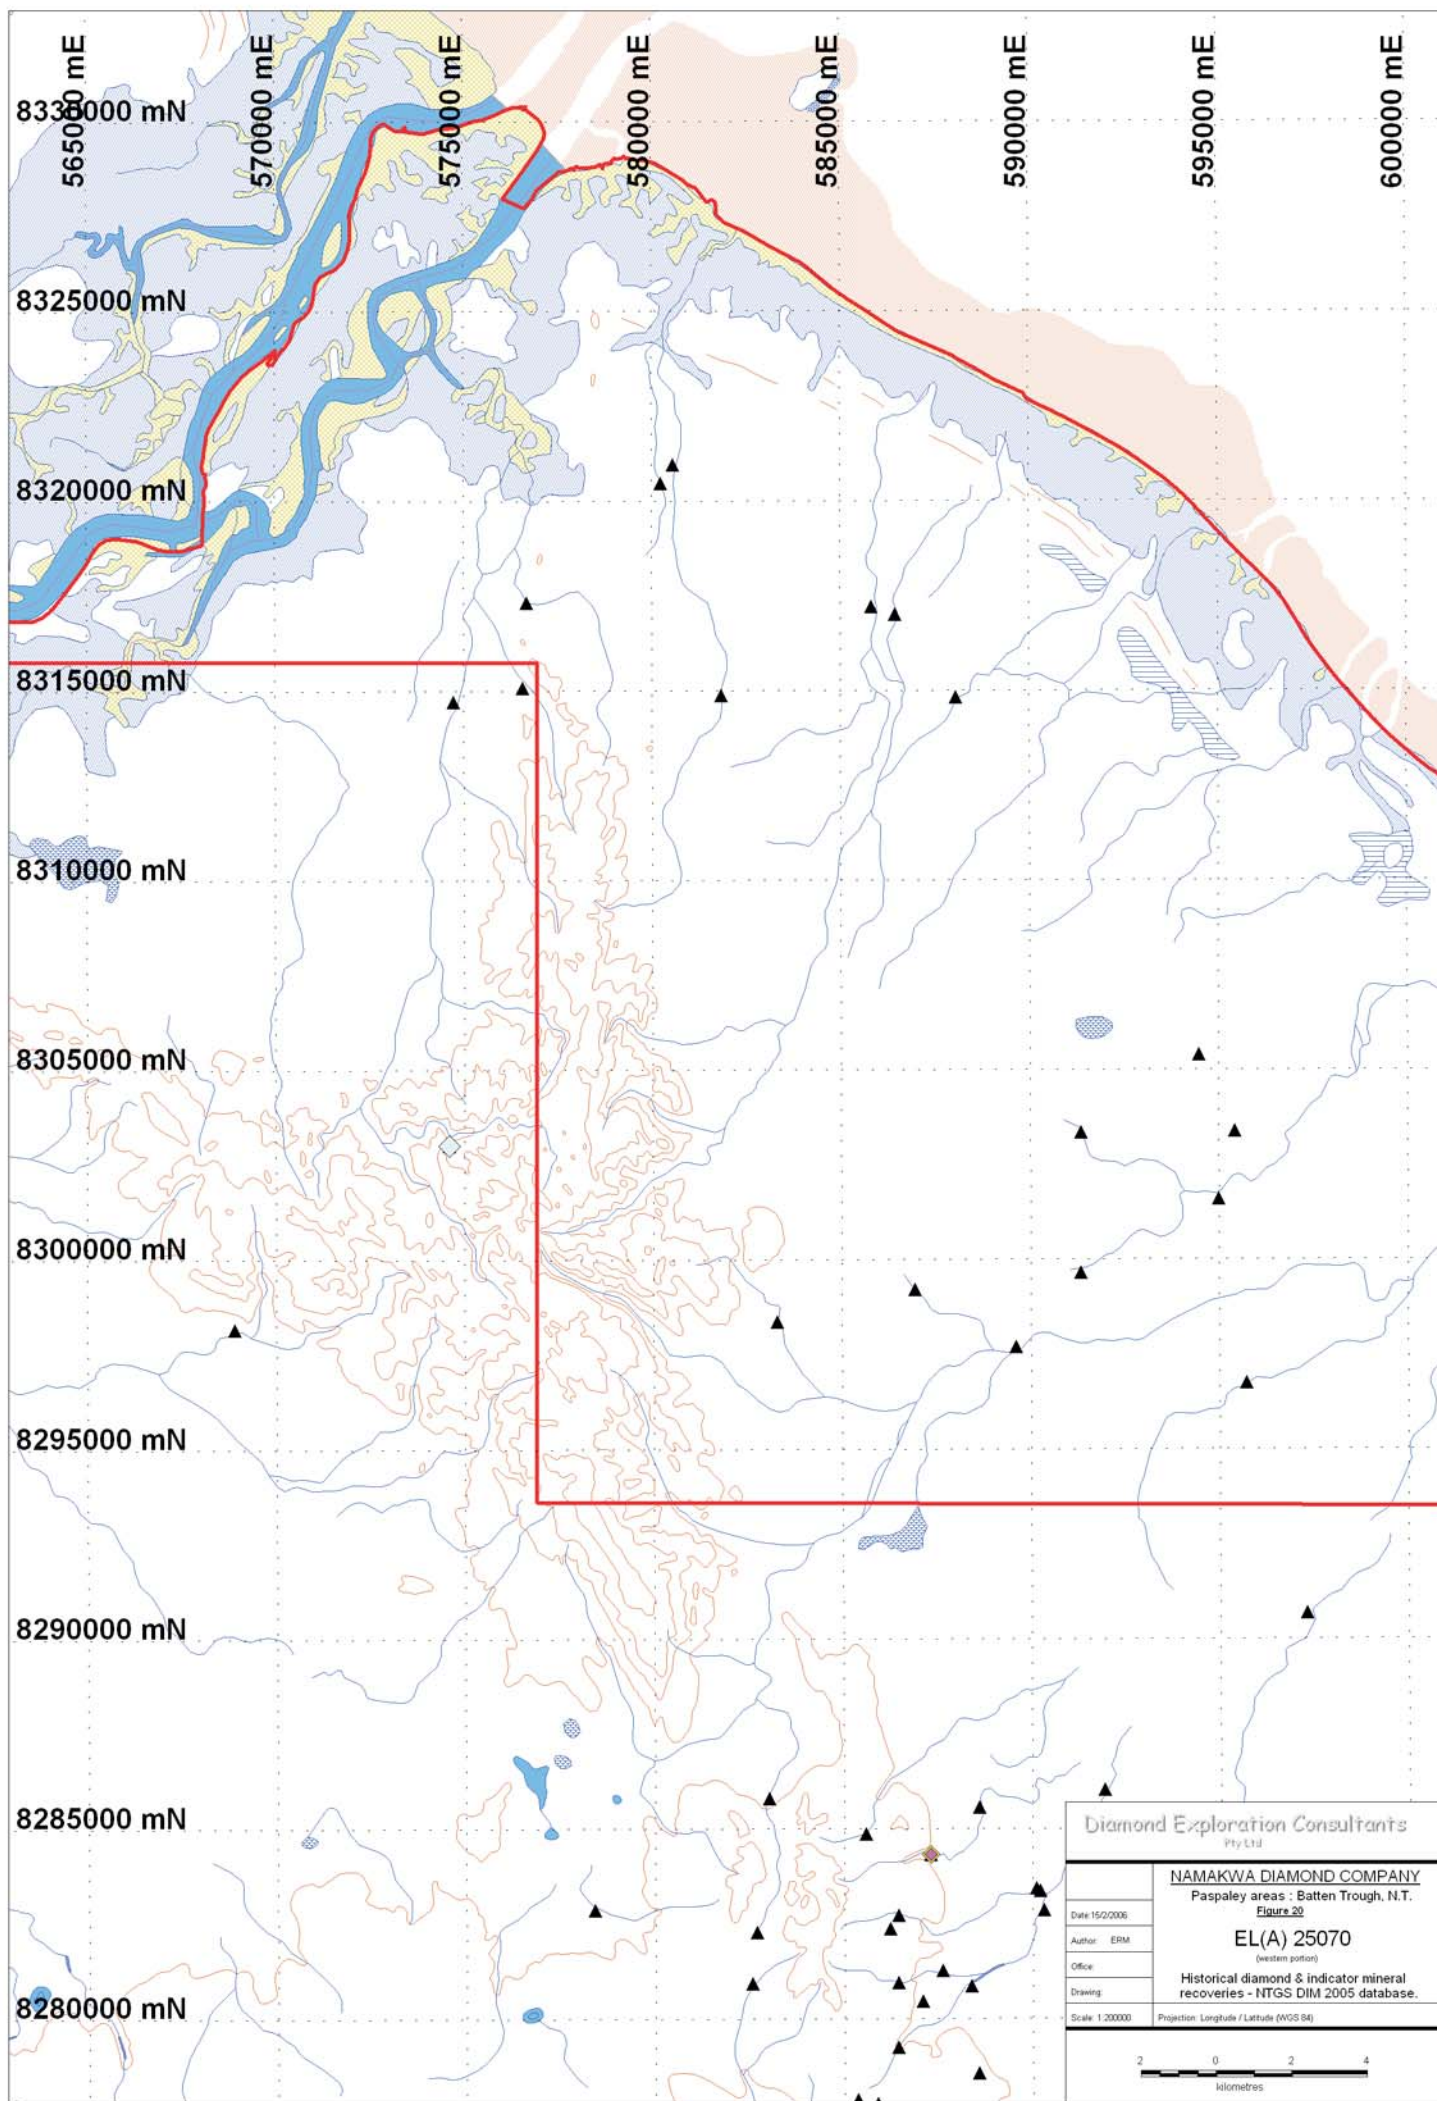 565000 mE
570000 mE
575000 mE
580000 mE
585000 mE
590000 mE
595000 mE
600000 mE
8330000 mN
8325000 mN
8320000 mN
8315000 mN
8310000 mN
8305000 mN
8300000 mN
8295000 mN
8290000 mN
8285000 mN
8280000 mN
Diamond Exploration Consultants
Pty Ltd
NAMAKWA DIAMOND COMPANY
Paspaley areas : Batten Trough, N.T.
Figure 20
Date:15/2/2006
EL(A) 25070
Author: ERM
(western portion)
Office:
Historical diamond & indicator mineral
recoveries - NTGS DIM 2005 database.
Drawing:
Scale: 1:200000
Projection: Longitude / Latitude (WGS 84)
2 0 2 4
kilometres